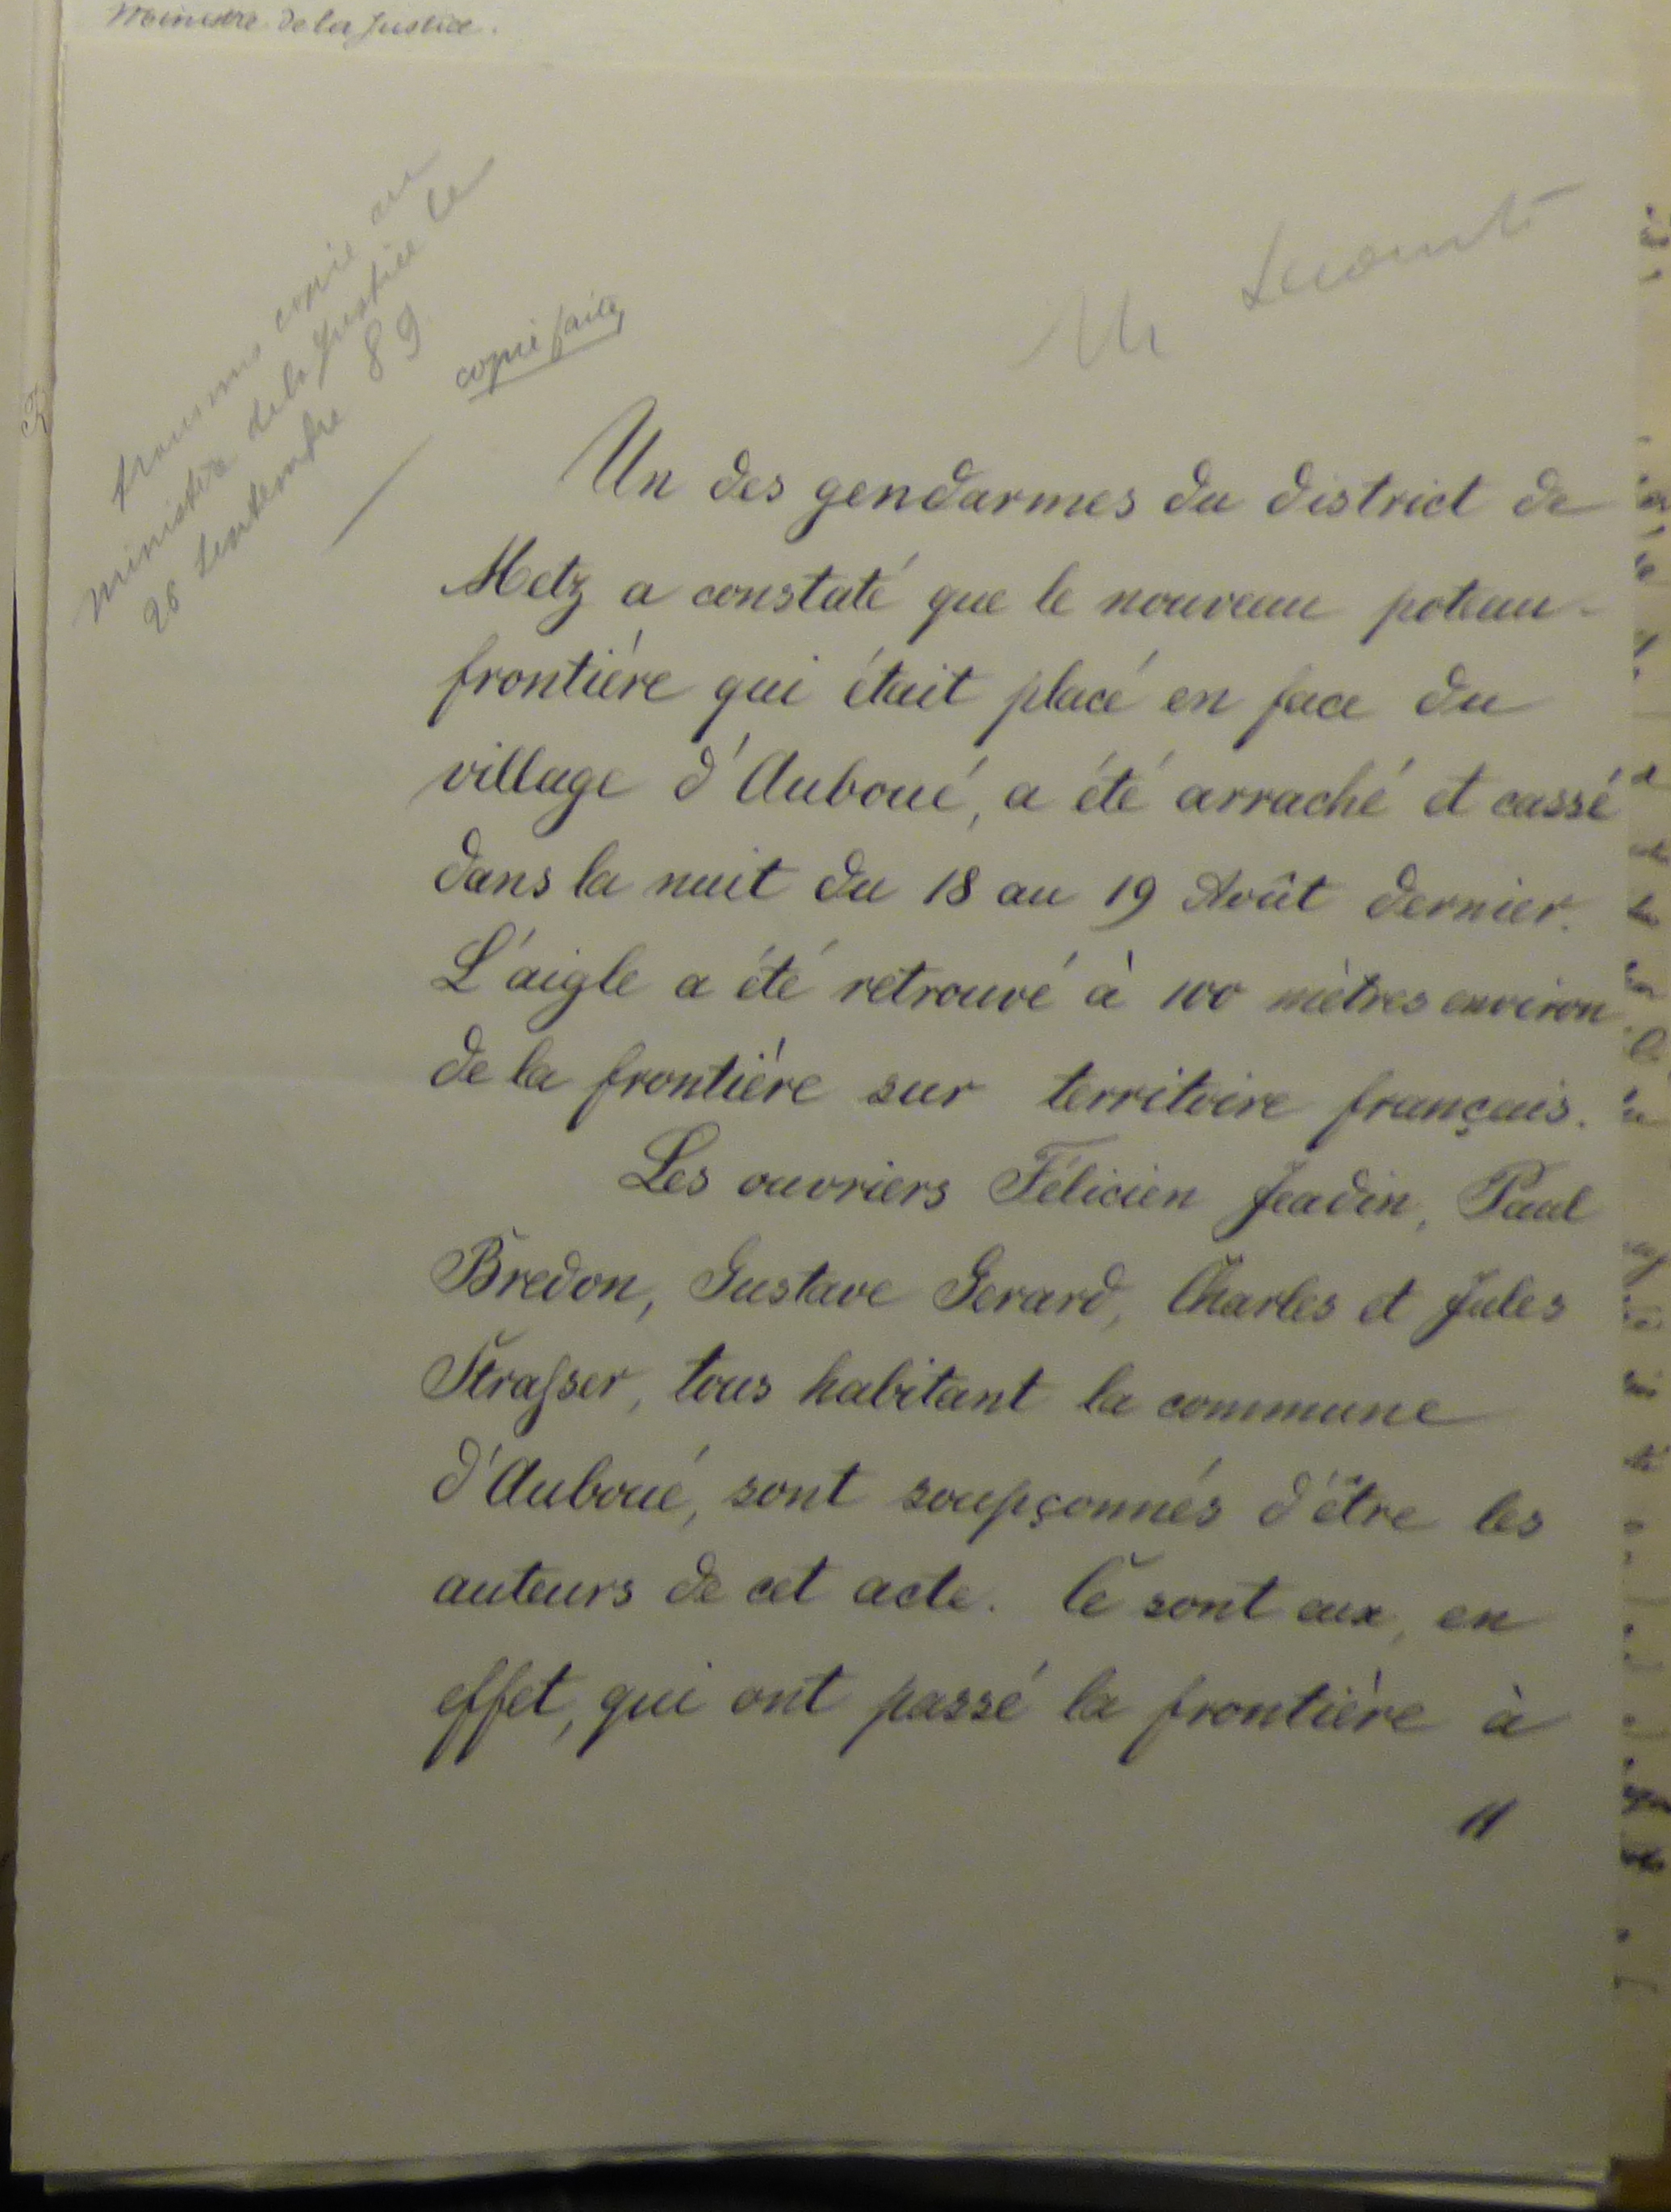 Ministre de la Justice.
transmis copie au
ministre de la Justice le
26 Septembre 89
copie faite
M Lecomte
Un des gendarmes du district de
Metz a constaté que le nouveau poteau-
frontière qui était placé en face du
village d'Auboué, a été arraché et cassé
dans la nuit du 18 au 19 Août dernier.
L'aigle a été retrouvé à 100 mètres environ
de la frontière sur territoire français.
Les ouvriers Félicien Jeadin, Paul
Bredon, Gustave Gerard, Charles et Jules
Strasser, tous habitant la commune
d'Auboué, sont soupçonnés d'être les
auteurs de cet acte. Ce sont eux, en
effet, qui ont passé la frontière à
"